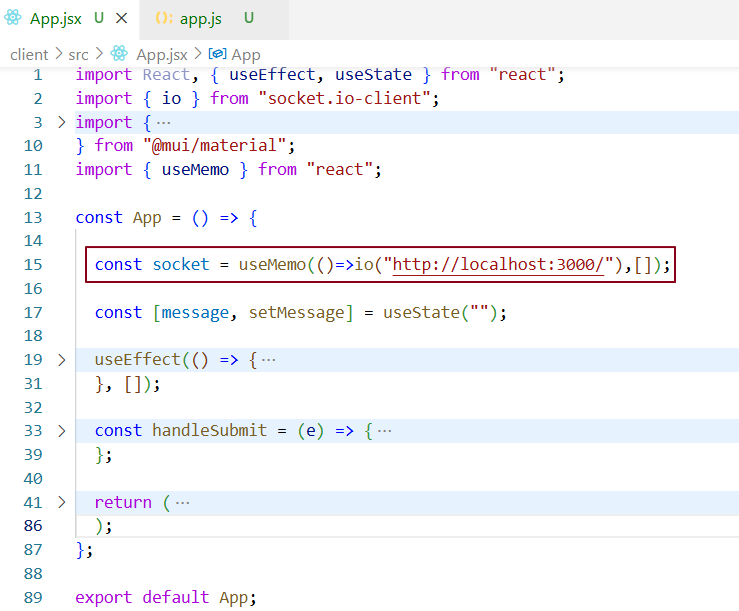 App.jsx U app.js U
client > src > App.jsx > App
1 import React, { useEffect, useState } from "react";
2 import { io } from "socket.io-client";
3 import { ···
10 } from "@mui/material";
11 import { useMemo } from "react";
12
13 const App = () => {
14
15 const socket = useMemo(()=>io("http://localhost:3000/"),[]);
16
17 const [message, setMessage] = useState("");
18
19 useEffect(() => { ···
31 }, []);
32
33 const handleSubmit = (e) => { ···
39 };
40
41 return ( ···
86 );
87 };
88
89 export default App;